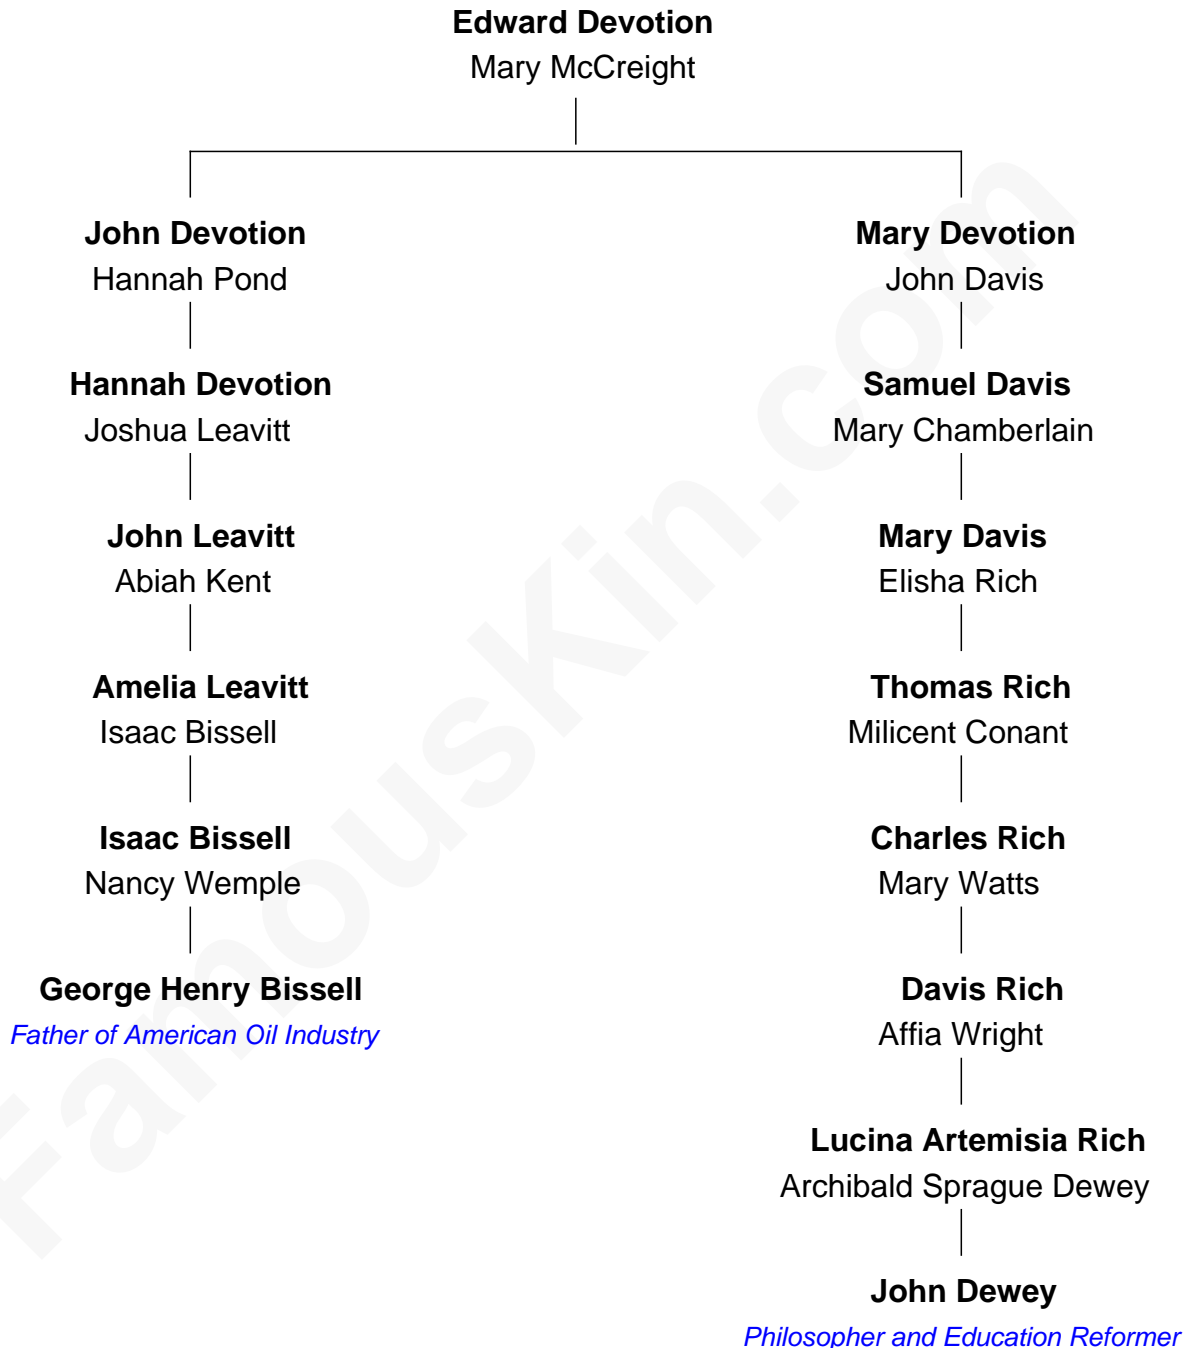 Edward Devotion
Mary McCreight
John Devotion
Hannah Pond
Mary Devotion
John Davis
Hannah Devotion
Joshua Leavitt
Samuel Davis
Mary Chamberlain
John Leavitt
Abiah Kent
Mary Davis
Elisha Rich
Amelia Leavitt
Isaac Bissell
Thomas Rich
Milicent Conant
Isaac Bissell
Nancy Wemple
Charles Rich
Mary Watts
George Henry Bissell
Father of American Oil Industry
Davis Rich
Affia Wright
Lucina Artemisia Rich
Archibald Sprague Dewey
John Dewey
Philosopher and Education Reformer
FamousKin.com